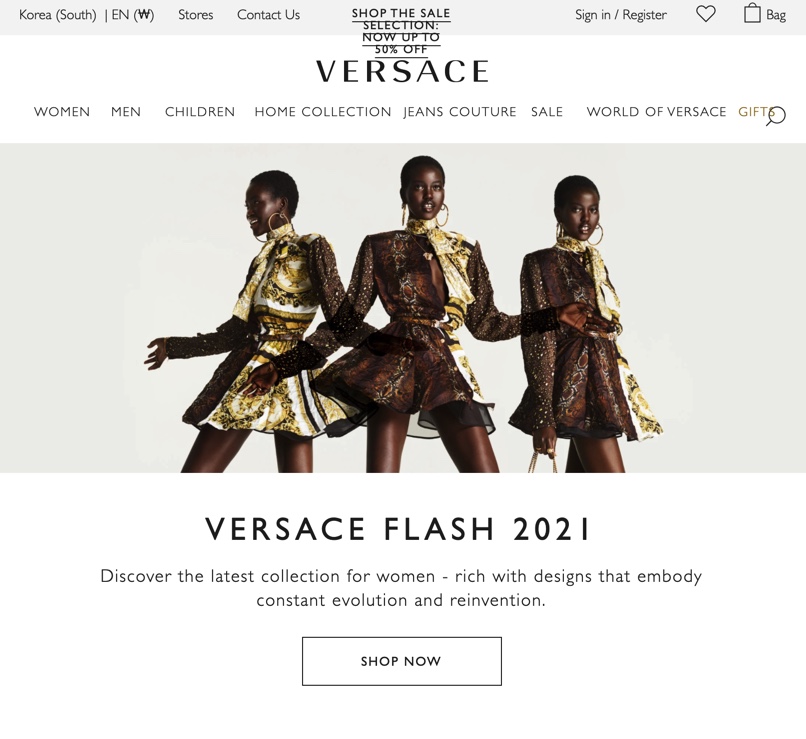 Korea (South) | EN (₩) Stores Contact Us
SHOP THE SALE
SELECTION:
NOW UP TO
50% OFF
Sign in / Register Bag
VERSACE
WOMEN MEN CHILDREN HOME COLLECTION JEANS COUTURE SALE WORLD OF VERSACE GIFTS
VERSACE FLASH 2021
Discover the latest collection for women - rich with designs that embody
constant evolution and reinvention.
SHOP NOW